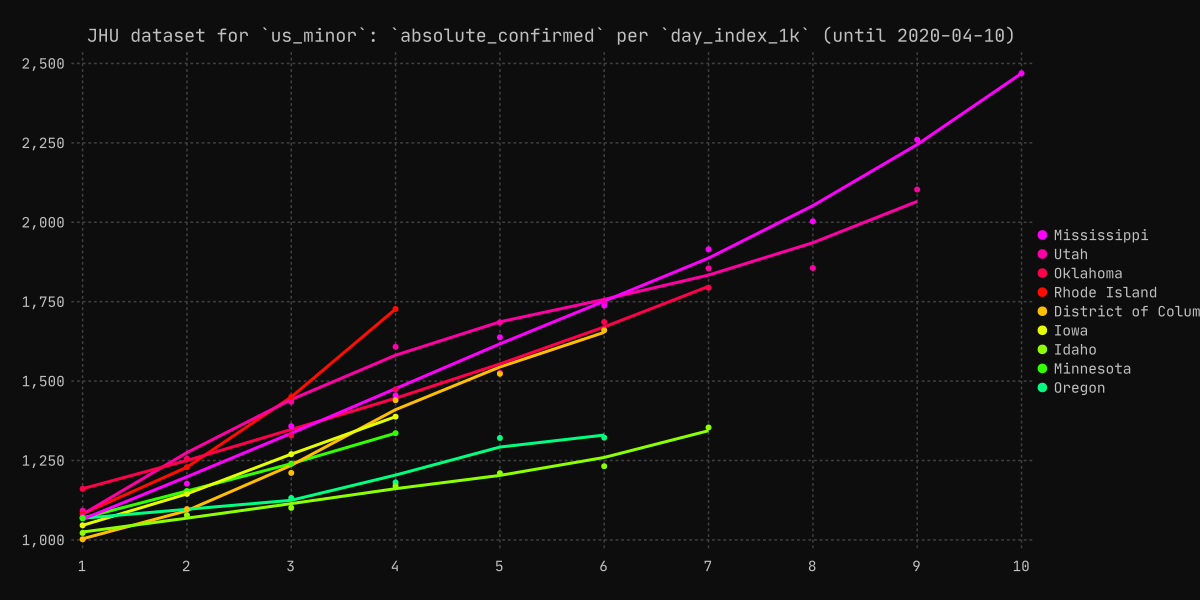 JHU dataset for `us_minor`: `absolute_confirmed` per `day_index_1k` (until 2020-04-10)
2,500
2,250
2,000
1,750
1,500
1,250
1,000
1 2 3 4 5 6 7 8 9 10
Mississippi
Utah
Oklahoma
Rhode Island
District of Colum
Iowa
Idaho
Minnesota
Oregon